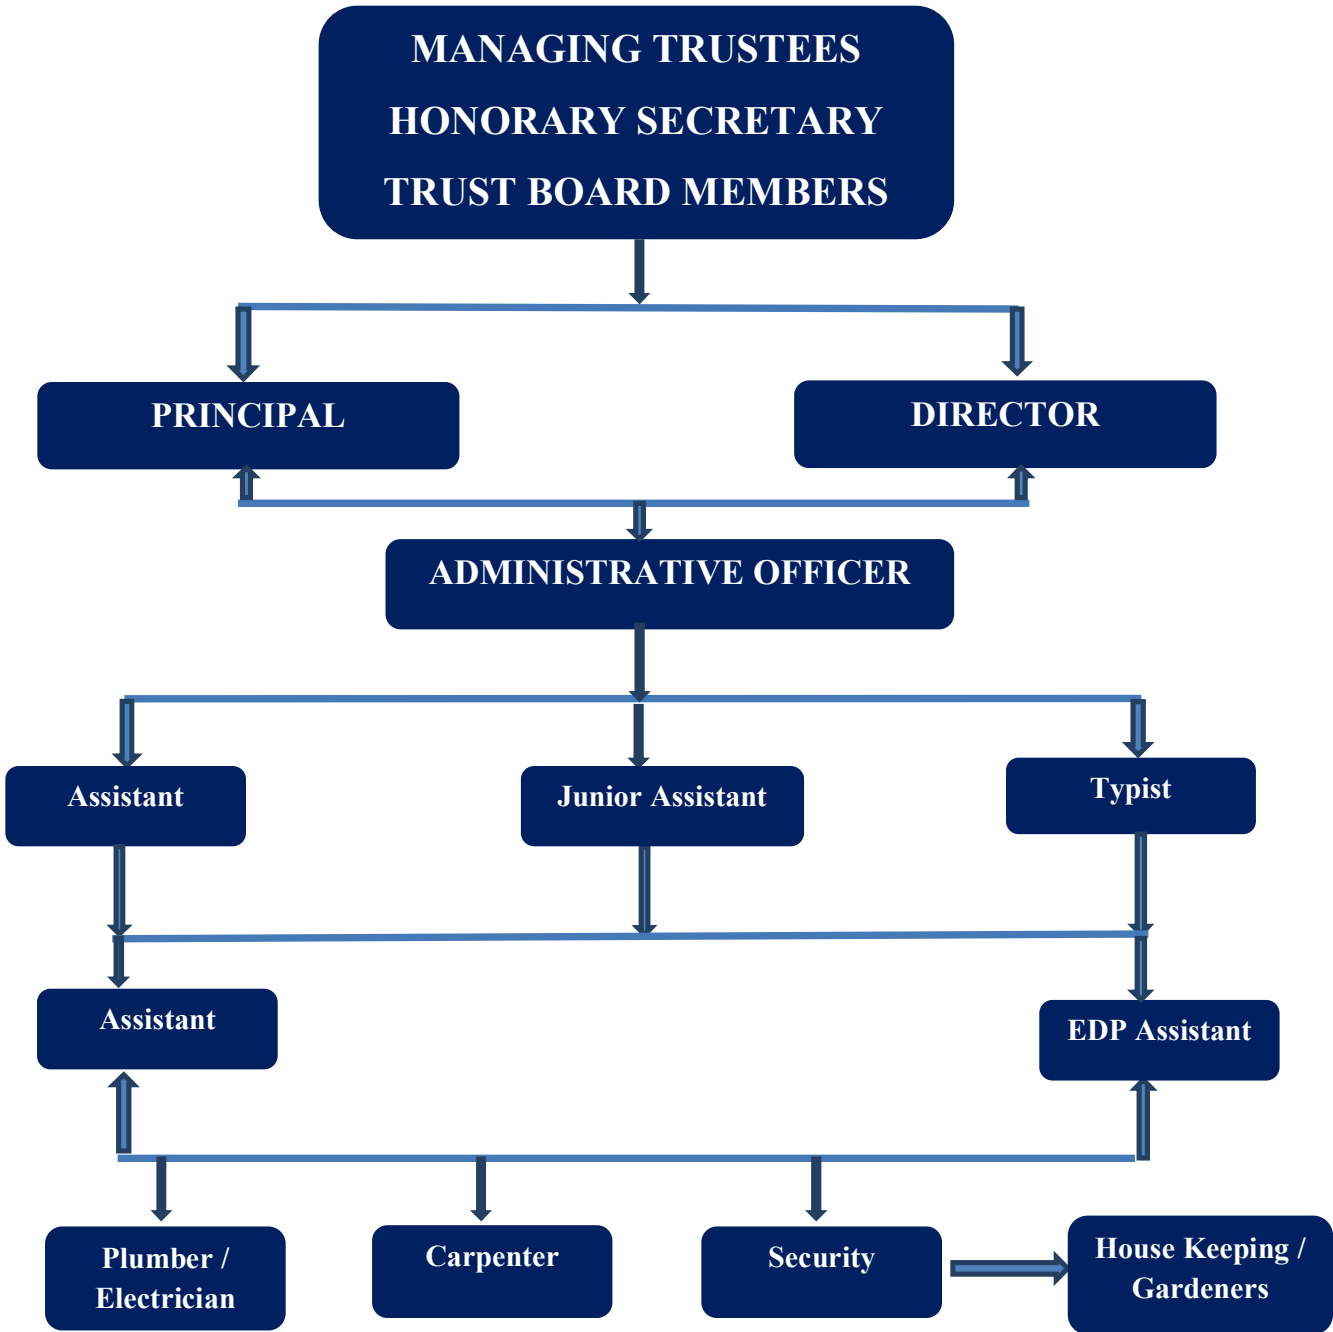 MANAGING TRUSTEES
HONORARY SECRETARY
TRUST BOARD MEMBERS
PRINCIPAL
DIRECTOR
ADMINISTRATIVE OFFICER
Assistant
Junior Assistant
Typist
Assistant
EDP Assistant
Plumber /
Electrician
Carpenter
Security
House Keeping /
Gardeners